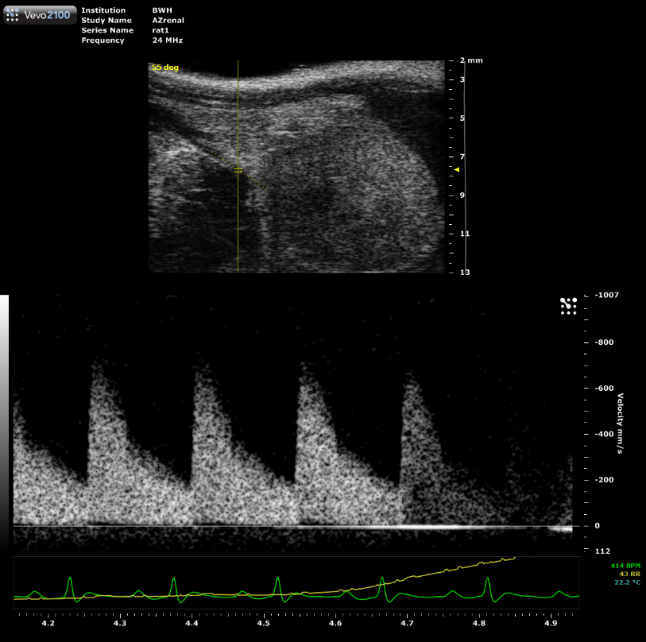 Vevo2100
Institution BWH
Study Name AZrenal
Series Name rat1
Frequency 24 MHz
55 deg
2 mm
3
5
7
9
11
13
-1007
-800
-600
-400
-200
0
112
Velocity mm/s
414 BPM
43 RR
22.2 °C
4.2 4.3 4.4 4.5 4.6 4.7 4.8 4.9